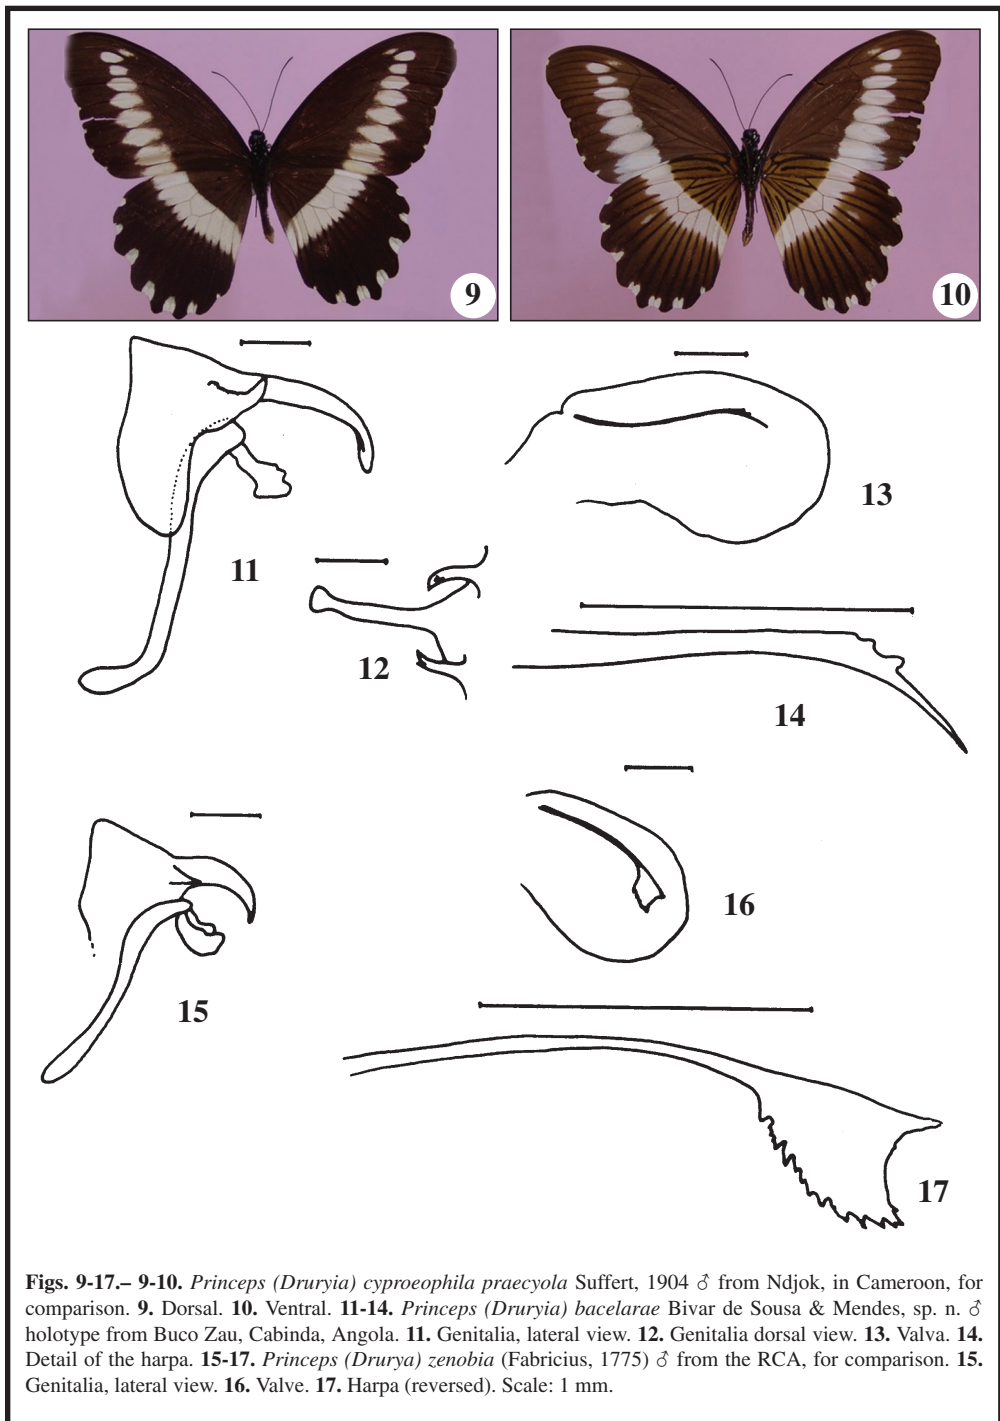 9
10
11
12
13
14
15
16
17
Figs. 9-17.– 9-10. Princeps (Druryia) cyproeophila praecyola Suffert, 1904 ♂ from Ndjok, in Cameroon, for
comparison. 9. Dorsal. 10. Ventral. 11-14. Princeps (Druryia) bacelarae Bivar de Sousa & Mendes, sp. n. ♂
holotype from Buco Zau, Cabinda, Angola. 11. Genitalia, lateral view. 12. Genitalia dorsal view. 13. Valva. 14.
Detail of the harpa. 15-17. Princeps (Drurya) zenobia (Fabricius, 1775) ♂ from the RCA, for comparison. 15.
Genitalia, lateral view. 16. Valve. 17. Harpa (reversed). Scale: 1 mm.